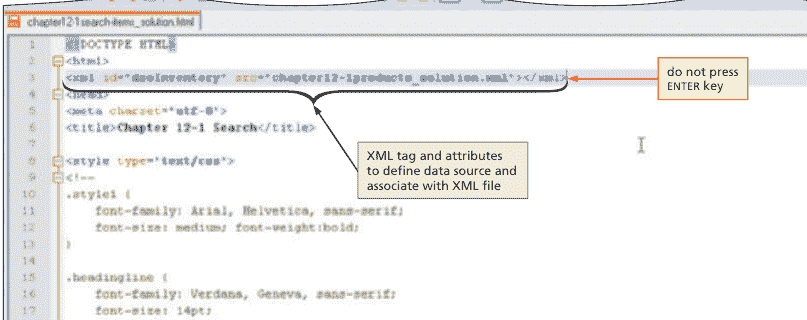 chapter12-1search-items_solution.html
1 <!DOCTYPE HTML>
2 <html>
3 <xml id="dsoInventory" src="chapter12-1products_solution.xml"></xml>
do not press
ENTER key
4 <head>
5 <meta charset="utf-8">
6 <title>Chapter 12-1 Search</title>
7
XML tag and attributes
to define data source and
associate with XML file
8 <style type="text/css">
9 <!--
10 .style1 {
11 font-family: Arial, Helvetica, sans-serif;
12 font-size: medium; font-weight:bold;
13 }
14
15 .headingline {
16 font-family: Verdana, Geneva, sans-serif;
17 font-size: 14pt;